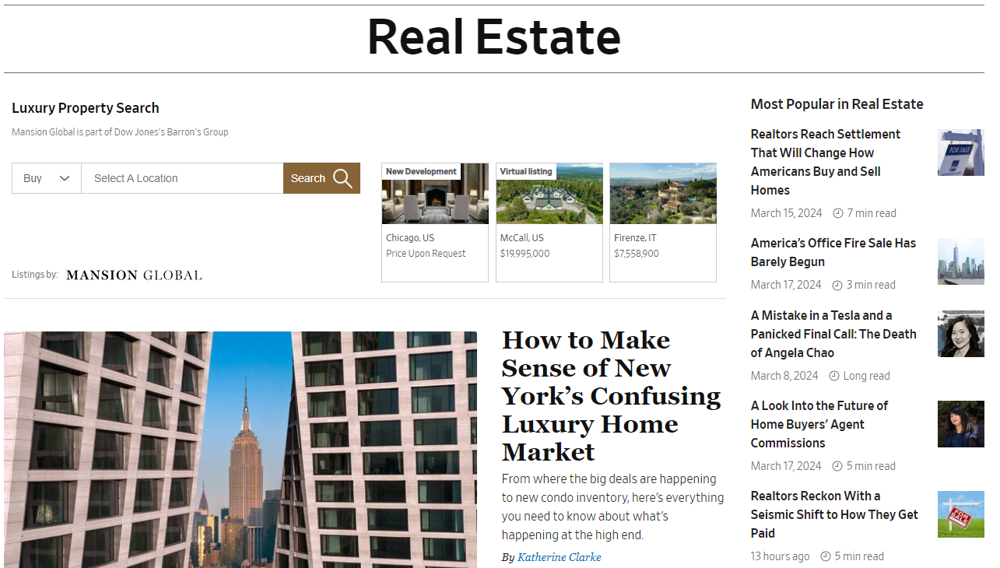 Real Estate
Luxury Property Search
Mansion Global is part of Dow Jones's Barron's Group
Buy
Select A Location
Search
Listings by: MANSION GLOBAL
New Development
Chicago, US
Price Upon Request
Virtual listing
McCall, US
$19,995,000
Firenze, IT
$7,558,900
How to Make
Sense of New
York’s Confusing
Luxury Home
Market
From where the big deals are happening
to new condo inventory, here’s everything
you need to know about what’s
happening at the high end.
By Katherine Clarke
Most Popular in Real Estate
Realtors Reach Settlement
That Will Change How
Americans Buy and Sell
Homes
March 15, 2024 7 min read
FOR SALE
America’s Office Fire Sale Has
Barely Begun
March 17, 2024 3 min read
A Mistake in a Tesla and a
Panicked Final Call: The Death
of Angela Chao
March 8, 2024 Long read
A Look Into the Future of
Home Buyers’ Agent
Commissions
March 17, 2024 5 min read
Realtors Reckon With a
Seismic Shift to How They Get
Paid
13 hours ago 5 min read
FOR
SALE